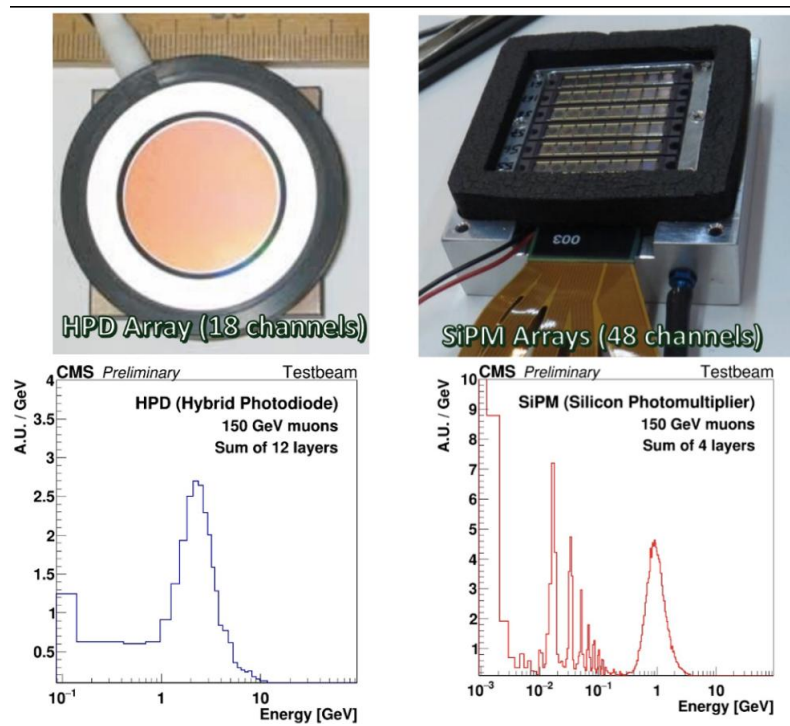 HPD Array (18 channels)
003
SiPM Arrays (48 channels)
CMS Preliminary Testbeam
HPD (Hybrid Photodiode)
150 GeV muons
Sum of 12 layers
A.U. / GeV
4
3.5
3
2.5
2
1.5
1
0.5
10⁻¹ 1 10
Energy [GeV]
CMS Preliminary Testbeam
SiPM (Silicon Photomultiplier)
150 GeV muons
Sum of 4 layers
A.U. / GeV
10
9
8
7
6
5
4
3
2
1
10⁻³ 10⁻² 10⁻¹ 1 10
Energy [GeV]